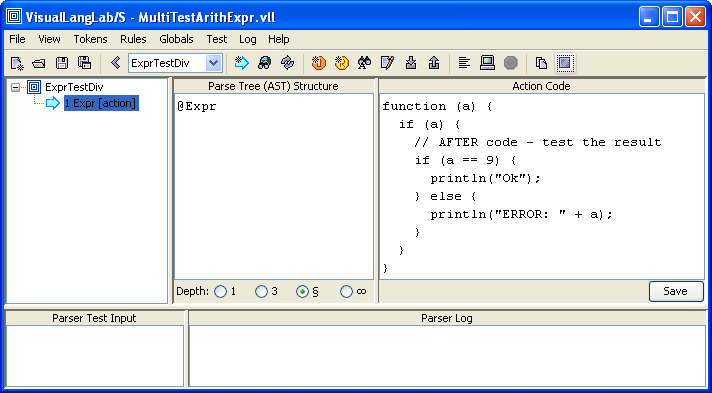 VisualLangLab/S - MultiTestArithExpr.vll
File View Tokens Rules Globals Test Log Help
ExprTestDiv
ExprTestDiv
1 Expr [action]
Parse Tree (AST) Structure
@Expr
Depth: 1 3 § ∞
Action Code
function (a) {
  if (a) {
    // AFTER code - test the result
    if (a == 9) {
      println("Ok");
    } else {
      println("ERROR: " + a);
    }
  }
}
Save
Parser Test Input
Parser Log